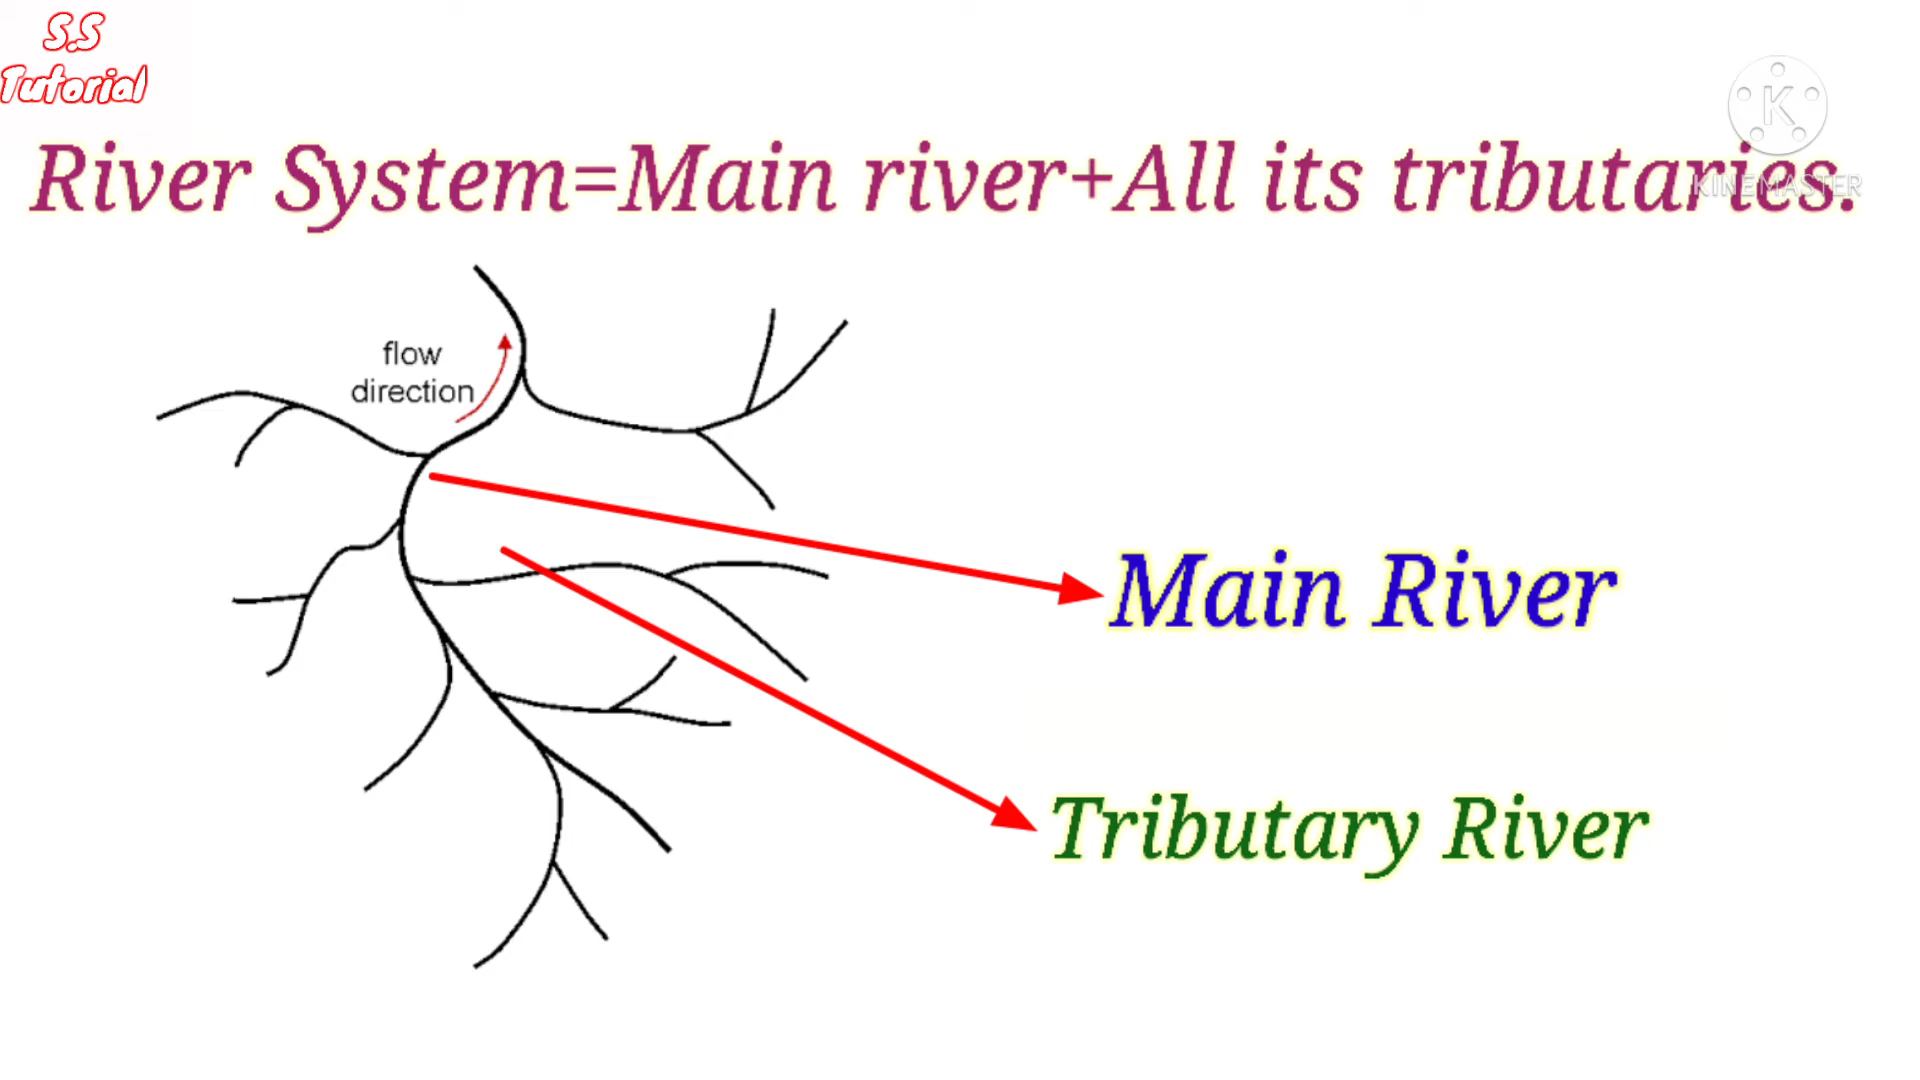 S.S
Tutorial
KINEMASTER
River System=Main river+All its tributaries.
flow
direction
Main River
Tributary River